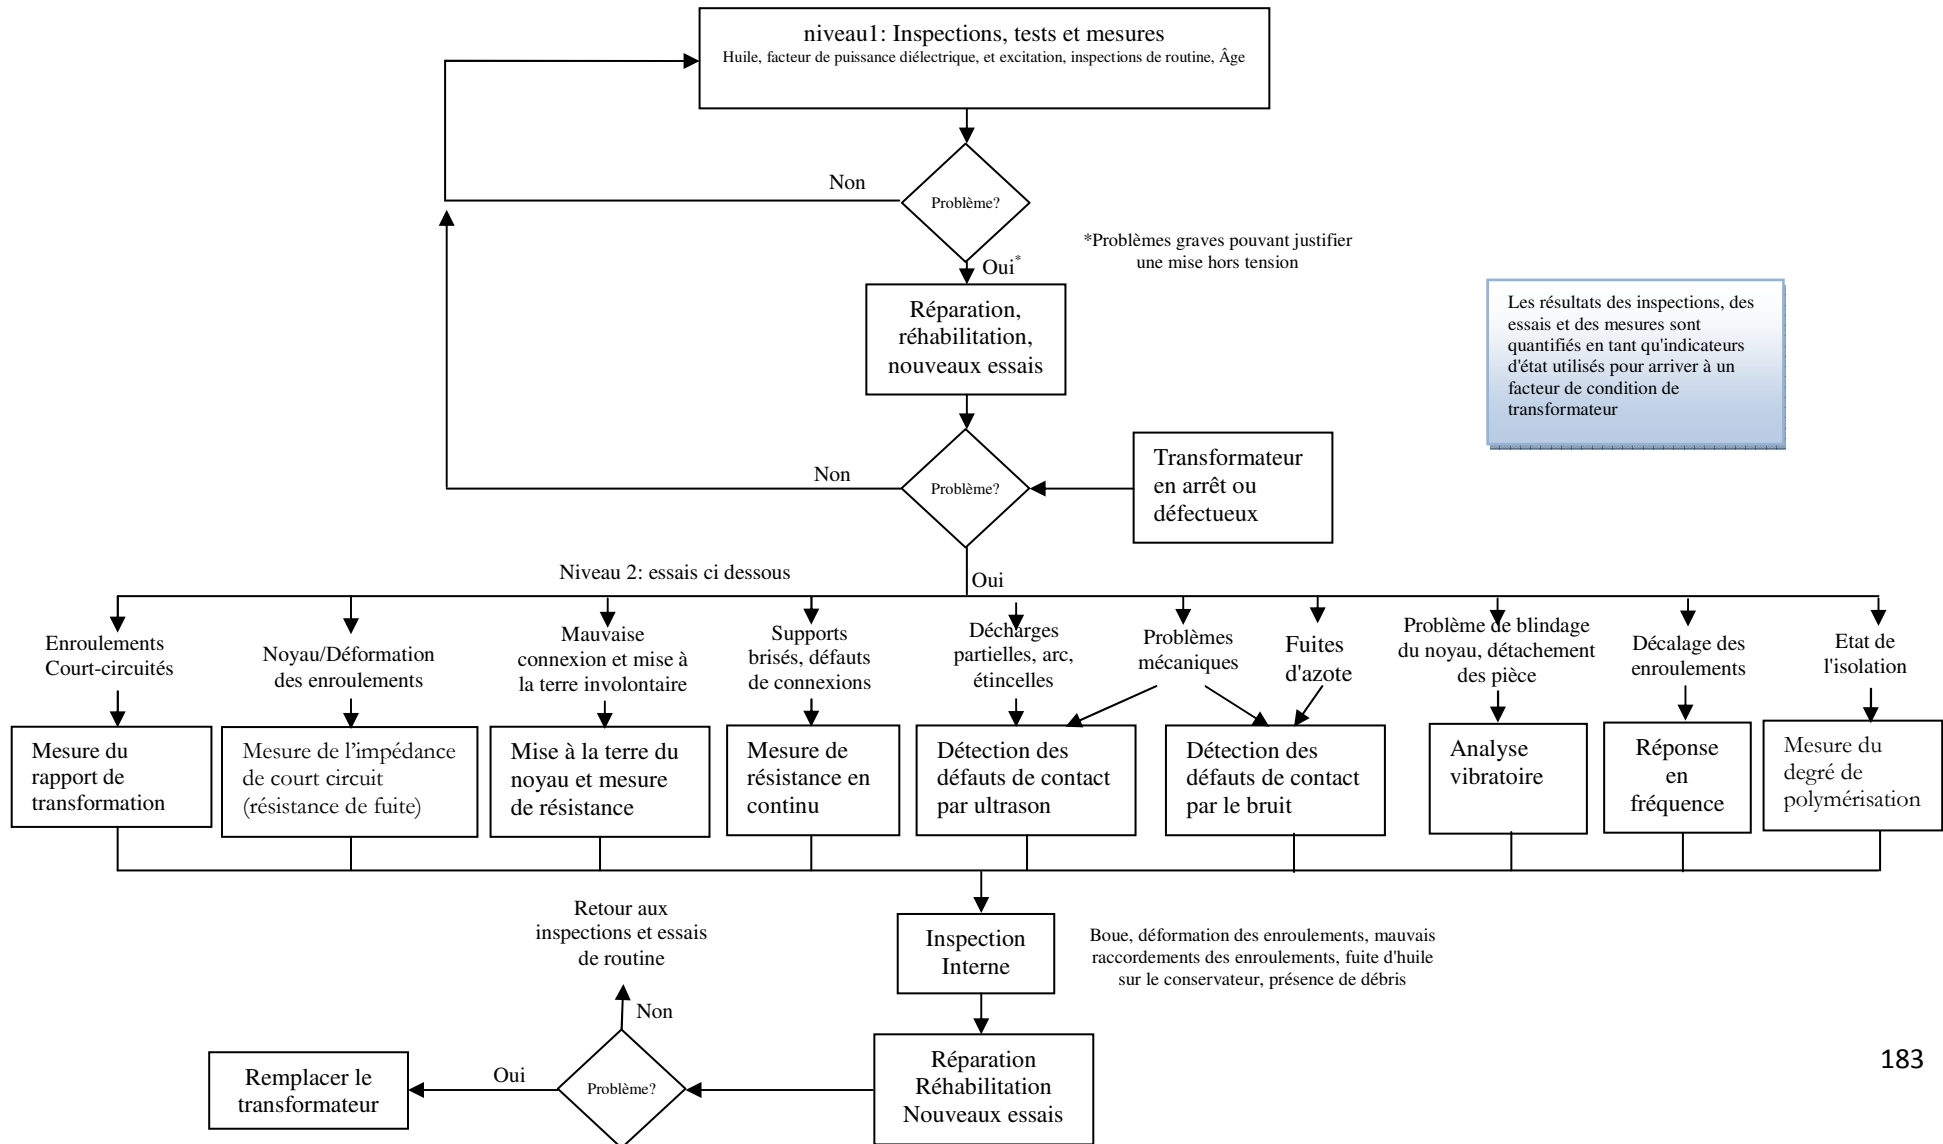 niveau1: Inspections, tests et mesures
Huile, facteur de puissance diélectrique, et excitation, inspections de routine, Âge
Non
Problème?
*Problèmes graves pouvant justifier
une mise hors tension
Oui*
Réparation,
réhabilitation,
nouveaux essais
Les résultats des inspections, des
essais et des mesures sont
quantifiés en tant qu'indicateurs
d'état utilisés pour arriver à un
facteur de condition de
transformateur
Non
Problème?
Transformateur
en arrêt ou
défectueux
Niveau 2: essais ci dessous
Oui
Enroulements
Court-circuités
Noyau/Déformation
des enroulements
Mauvaise
connexion et mise à
la terre involontaire
Supports
brisés, défauts
de connexions
Décharges
partielles, arc,
étincelles
Problèmes
mécaniques
Fuites
d'azote
Problème de blindage
du noyau, détachement
des pièce
Décalage des
enroulements
Etat de
l'isolation
Mesure du
rapport de
transformation
Mesure de l’impédance
de court circuit
(résistance de fuite)
Mise à la terre du
noyau et mesure
de résistance
Mesure de
résistance en
continu
Détection des
défauts de contact
par ultrason
Détection des
défauts de contact
par le bruit
Analyse
vibratoire
Réponse
en
fréquence
Mesure du
degré de
polymérisation
Retour aux
inspections et essais
de routine
Inspection
Interne
Boue, déformation des enroulements, mauvais
raccordements des enroulements, fuite d'huile
sur le conservateur, présence de débris
Non
Remplacer le
transformateur
Oui
Problème?
Réparation
Réhabilitation
Nouveaux essais
183